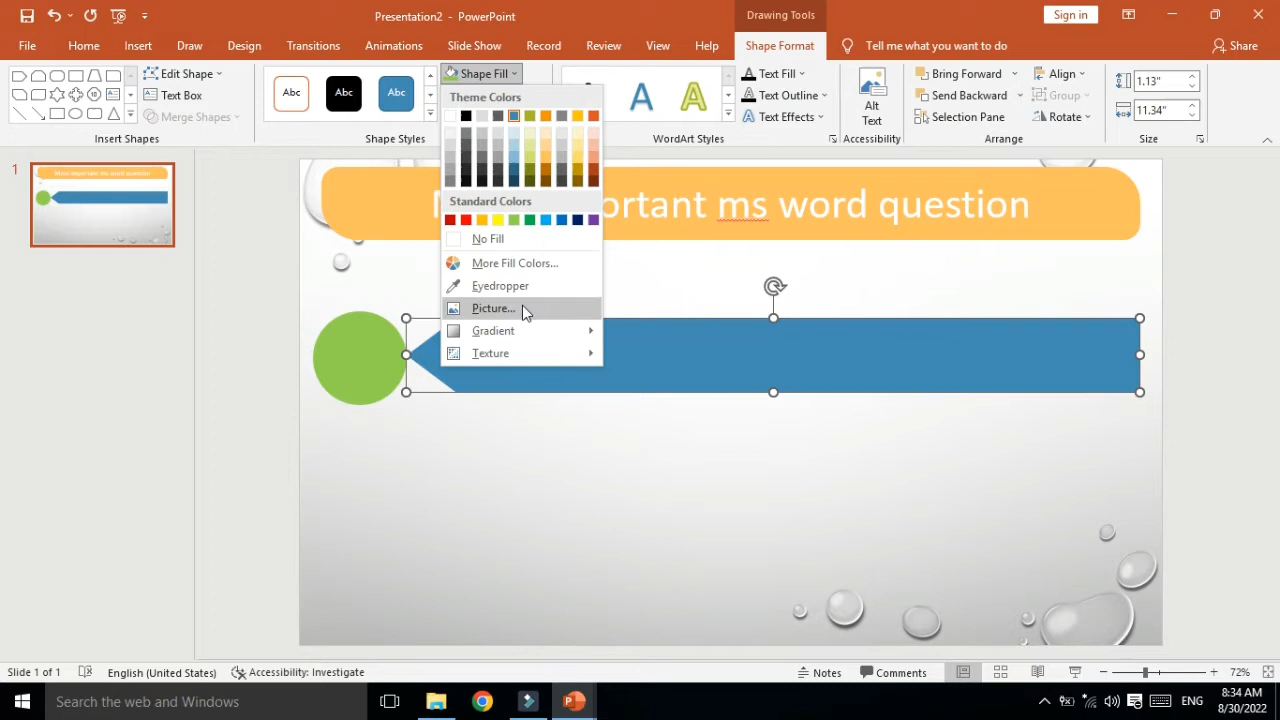 Presentation2 - PowerPoint
Drawing Tools
Sign in
File Home Insert Draw Design Transitions Animations Slide Show Record Review View Help Shape Format Tell me what you want to do Share
Edit Shape
Text Box
Merge Shapes
Insert Shapes
Abc Abc Abc
Shape Styles
Shape Fill
Theme Colors
Standard Colors
No Fill
More Fill Colors...
Eyedropper
Picture...
Gradient
Texture
A A
WordArt Styles
Text Fill
Text Outline
Text Effects
Alt
Text
Accessibility
Bring Forward
Send Backward
Selection Pane
Align
Group
Rotate
Arrange
1.13"
11.34"
Size
1
Most important ms word question
ortant ms word question
Slide 1 of 1 English (United States) Accessibility: Investigate Notes Comments 72%
Search the web and Windows
ENG
8:34 AM
8/30/2022